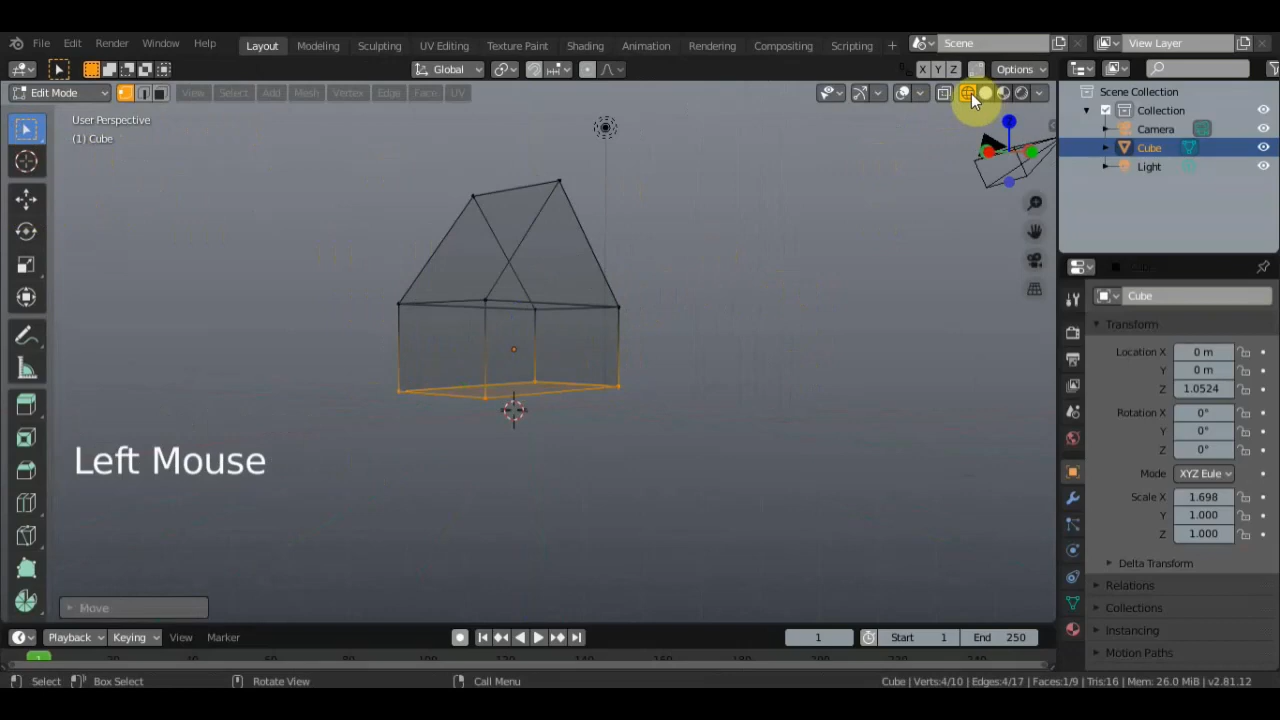 File Edit Render Window Help Layout Modeling Sculpting UV Editing Texture Paint Shading Animation Rendering Compositing Scripting + Scene View Layer
Global X Y Z Options
Edit Mode View Select Add Mesh Vertex Edge Face UV
User Perspective
(1) Cube
Z
Scene Collection
Collection
Camera
Cube
Light
Cube
Transform
Location X 0 m
Y 0 m
Z 1.0524
Rotation X 0°
Y 0°
Z 0°
Mode XYZ Eule
Scale X 1.698
Y 1.000
Z 1.000
Delta Transform
Relations
Collections
Instancing
Motion Paths
Left Mouse
Move
Playback Keying View Marker 1 Start 1 End 250
1
Select Box Select Rotate View Call Menu Cube | Verts:4/10 | Edges:4/17 | Faces:1/9 | Tris:16 | Mem: 26.0 MiB | v2.81.12